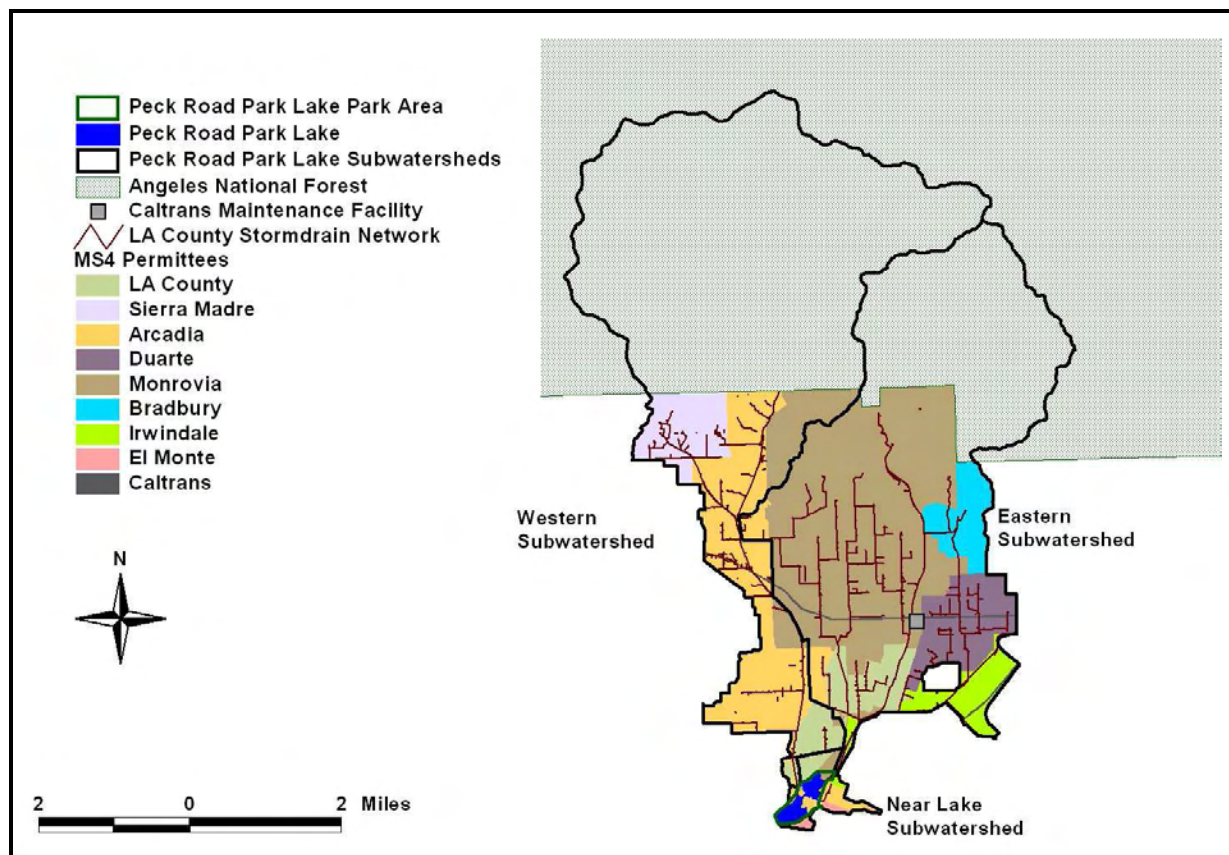 Peck Road Park Lake Park Area
Peck Road Park Lake
Peck Road Park Lake Subwatersheds
Angeles National Forest
Caltrans Maintenance Facility
LA County Stormdrain Network
MS4 Permittees
LA County
Sierra Madre
Arcadia
Duarte
Monrovia
Bradbury
Irwindale
El Monte
Caltrans
Western
Subwatershed
Eastern
Subwatershed
N
2 0 2 Miles
Near Lake
Subwatershed